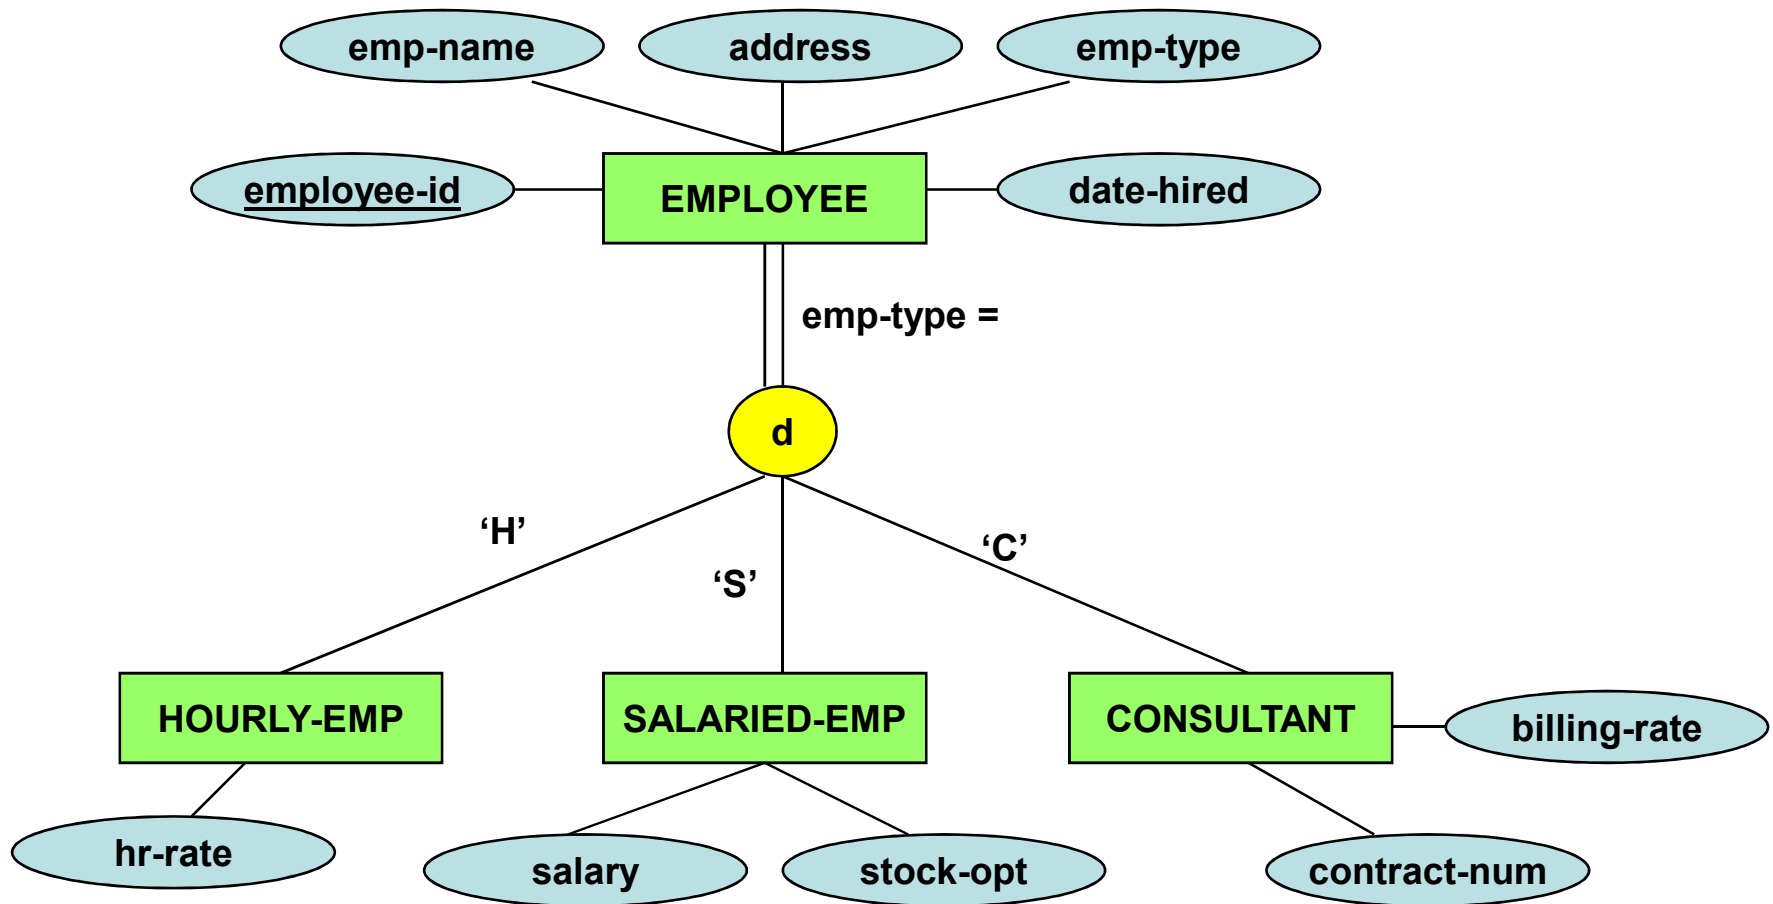 emp-name
address
emp-type
employee-id
EMPLOYEE
date-hired
emp-type =
d
‘H’
‘S’
‘C’
HOURLY-EMP
SALARIED-EMP
CONSULTANT
billing-rate
hr-rate
salary
stock-opt
contract-num